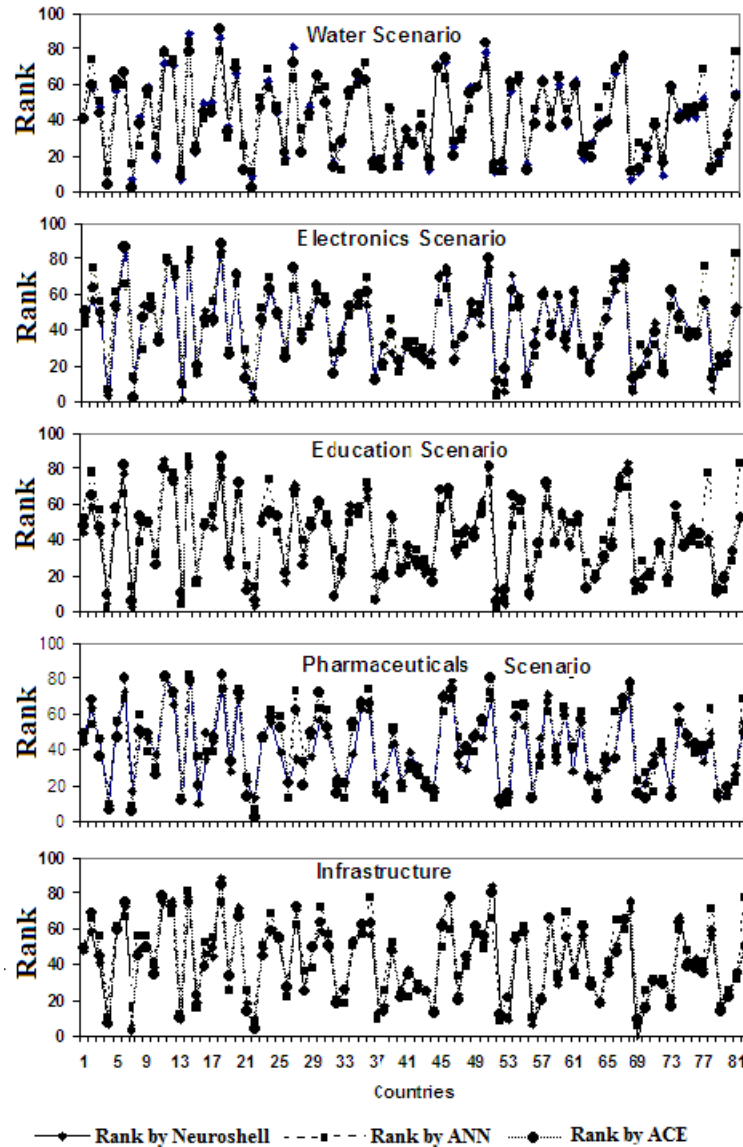 Water Scenario
Rank
100
80
60
40
20
0
Electronics Scenario
Rank
100
80
60
40
20
0
Education Scenario
Rank
100
80
60
40
20
0
Pharmaceuticals Scenario
Rank
100
80
60
40
20
0
Infrastructure
Rank
100
80
60
40
20
0
1 5 9 13 17 21 25 29 33 37 41 45 49 53 57 61 65 69 73 77 81
Countries
Rank by Neuroshell Rank by ANN Rank by ACE